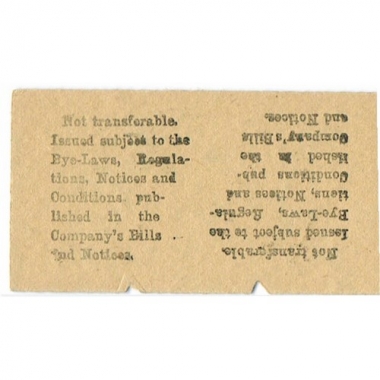 Not transferable.
Issued subject to the
Bye-Laws, Regula-
tions, Notices and
Conditions pub-
lished in the
Company's Bills
and Notices.
Not transferable.
Issued subject to the
Bye-Laws, Regula-
tions, Notices and
Conditions pub-
lished in the
Company's Bills
and Notices.